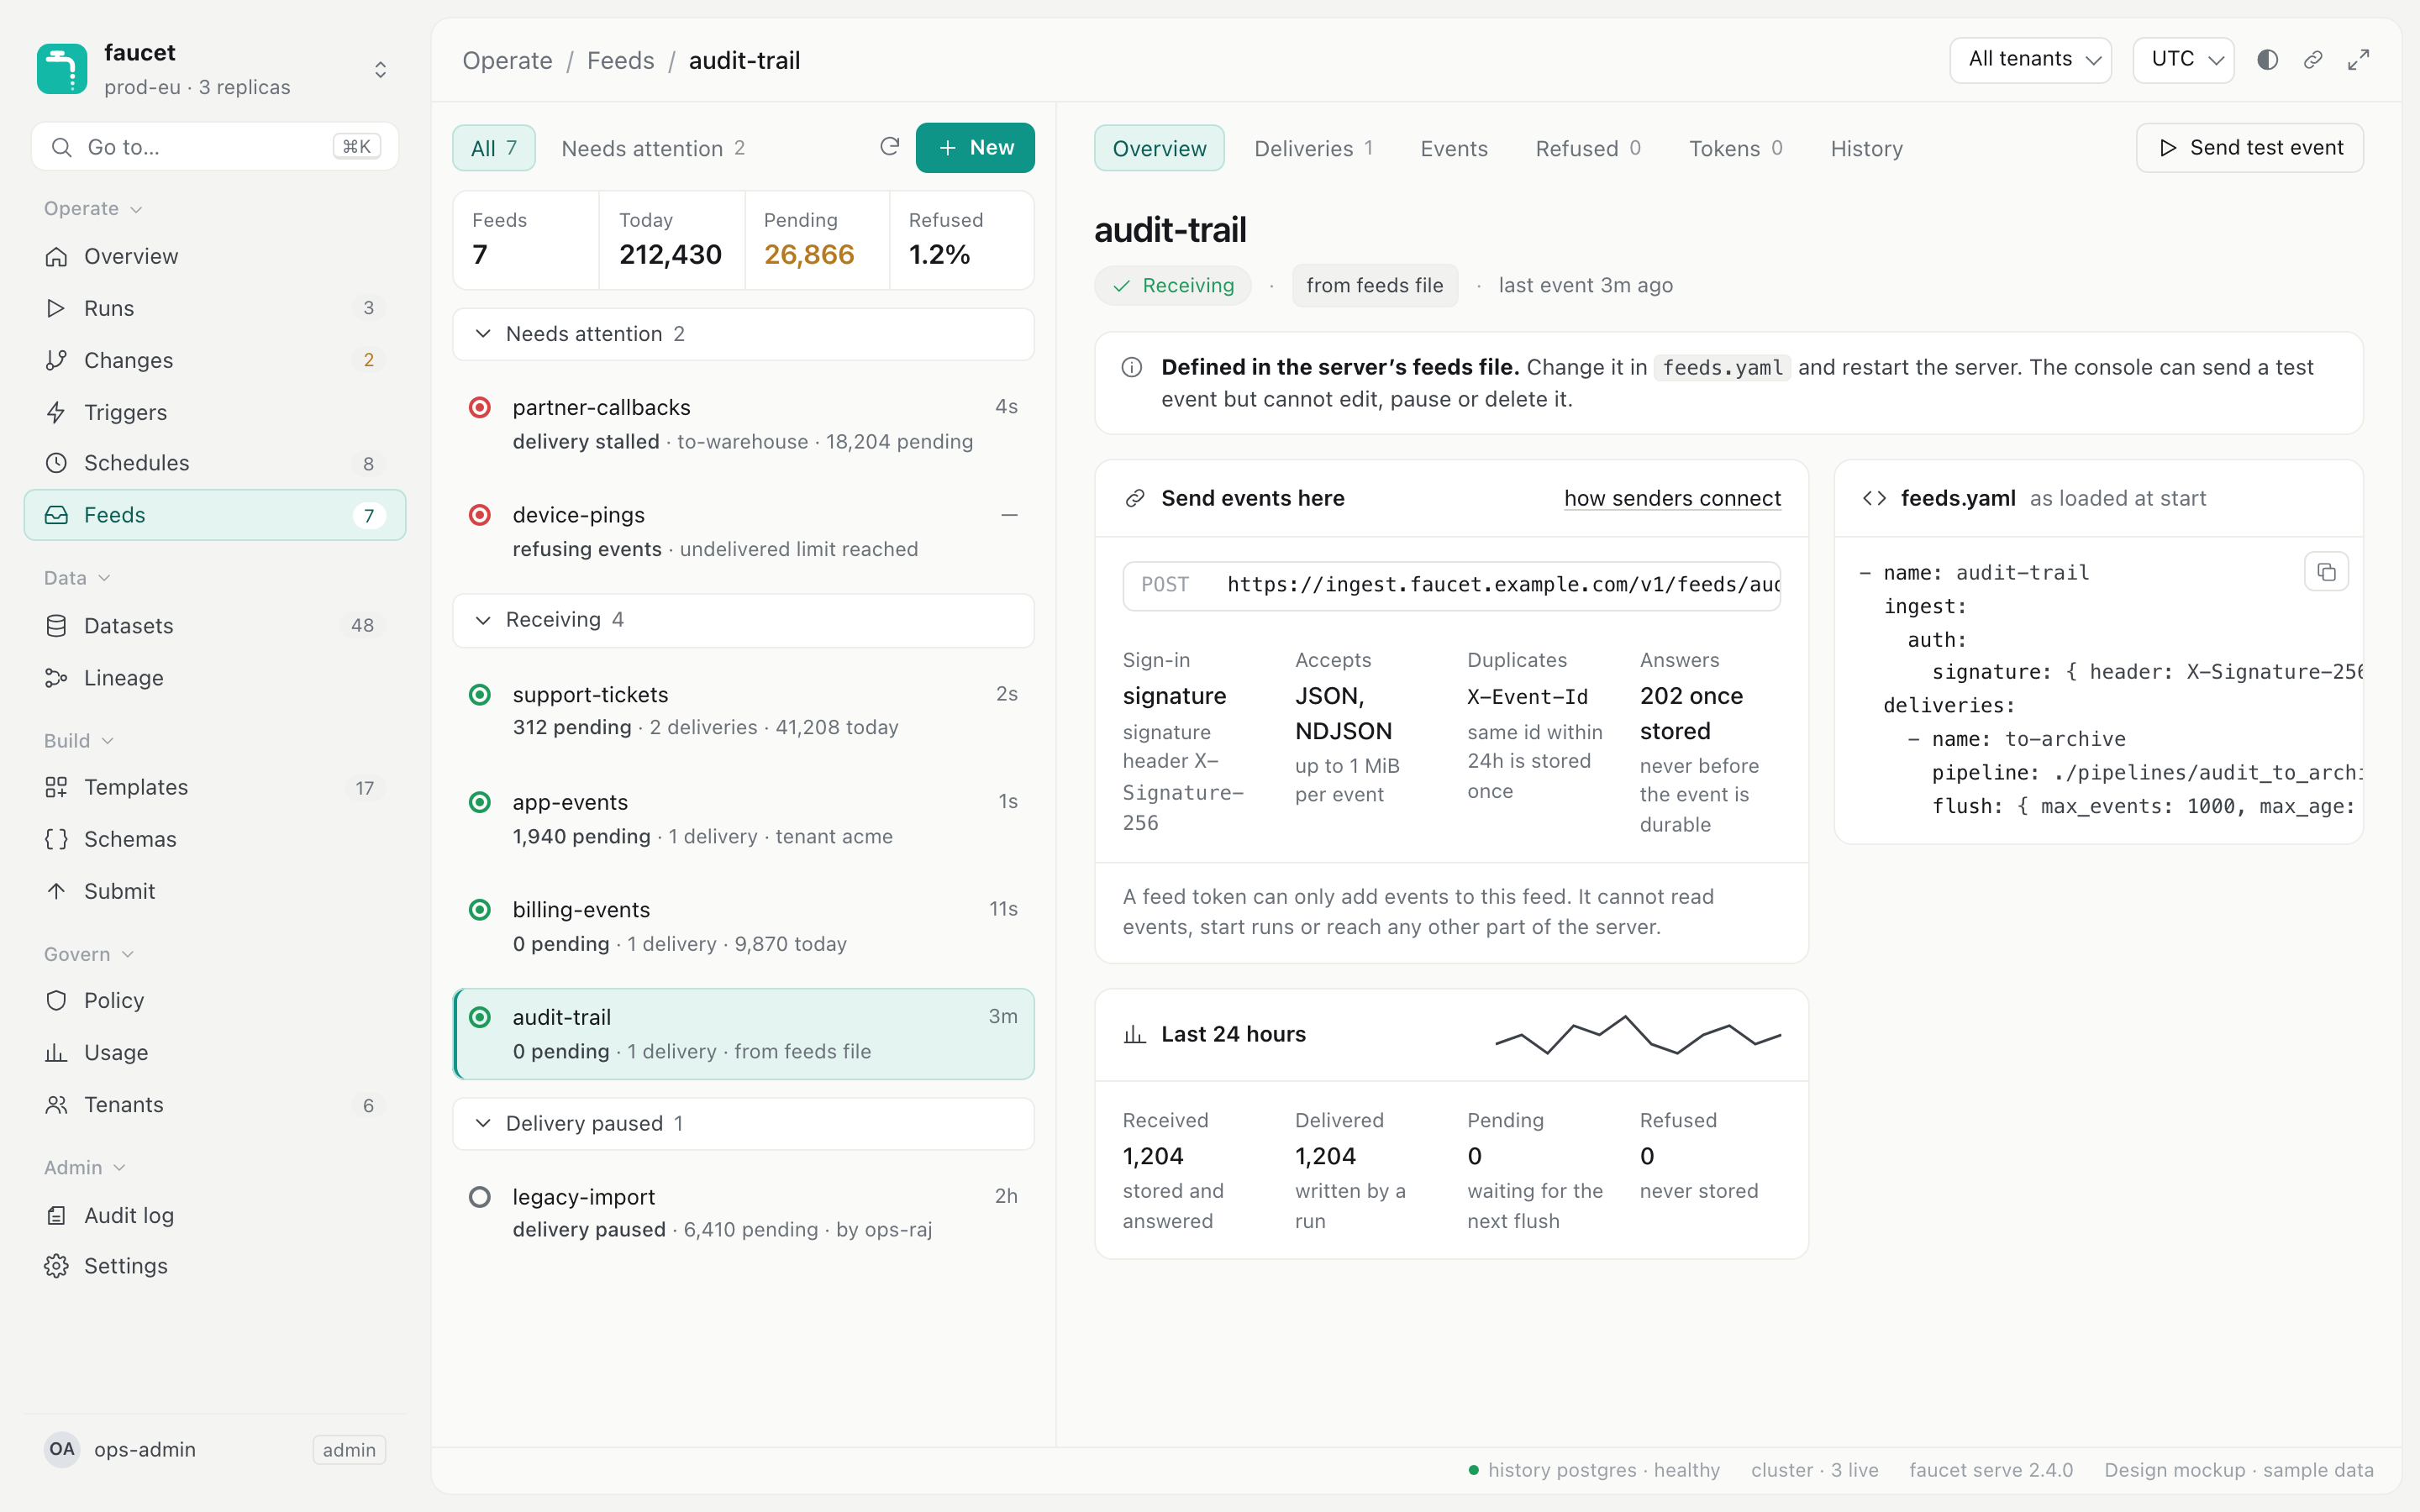 faucet
prod-eu · 3 replicas
Go to...
⌘K
Operate
Overview
Runs 3
Changes 2
Triggers
Schedules 8
Feeds 7
Data
Datasets 48
Lineage
Build
Templates 17
Schemas
Submit
Govern
Policy
Usage
Tenants 6
Admin
Audit log
Settings
OA ops-admin admin
Operate / Feeds / audit-trail
All tenants UTC
All 7 Needs attention 2 New
Feeds Today Pending Refused
7 212,430 26,866 1.2%
Needs attention 2
partner-callbacks 4s
delivery stalled · to-warehouse · 18,204 pending
device-pings —
refusing events · undelivered limit reached
Receiving 4
support-tickets 2s
312 pending · 2 deliveries · 41,208 today
app-events 1s
1,940 pending · 1 delivery · tenant acme
billing-events 11s
0 pending · 1 delivery · 9,870 today
audit-trail 3m
0 pending · 1 delivery · from feeds file
Delivery paused 1
legacy-import 2h
delivery paused · 6,410 pending · by ops-raj
Overview Deliveries 1 Events Refused 0 Tokens 0 History Send test event
audit-trail
Receiving · from feeds file · last event 3m ago
Defined in the server’s feeds file. Change it in feeds.yaml and restart the server. The console can send a test
event but cannot edit, pause or delete it.
Send events here how senders connect
POST https://ingest.faucet.example.com/v1/feeds/aud
Sign-in Accepts Duplicates Answers
signature JSON, X-Event-Id 202 once
NDJSON stored
signature
header X-
Signature-
256
up to 1 MiB
per event
same id within
24h is stored
once
never before
the event is
durable
A feed token can only add events to this feed. It cannot read
events, start runs or reach any other part of the server.
Last 24 hours
Received Delivered Pending Refused
1,204 1,204 0 0
stored and
answered
written by a
run
waiting for the
next flush
never stored
feeds.yaml as loaded at start
- name: audit-trail
ingest:
auth:
signature: { header: X-Signature-256
deliveries:
- name: to-archive
pipeline: ./pipelines/audit_to_archi
flush: { max_events: 1000, max_age:
history postgres · healthy cluster · 3 live faucet serve 2.4.0 Design mockup · sample data